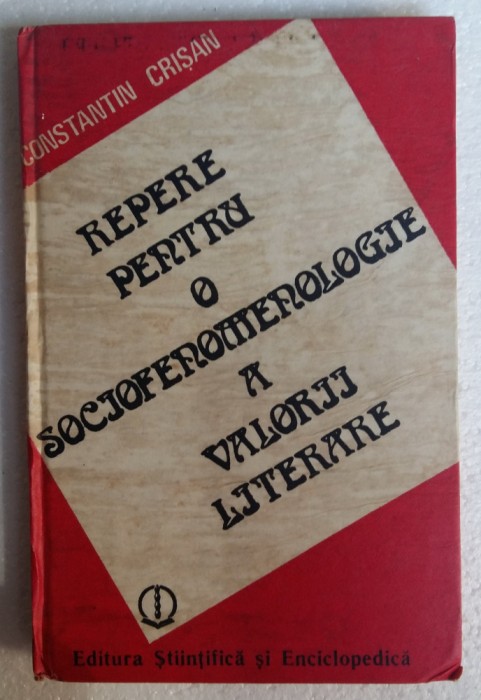 CONSTANTIN CRIȘAN
REPERE
PENTRU
O
SOCIOFENOMENOLOGIE
A
VALORII
LITERARE
Editura Științifică și Enciclopedică